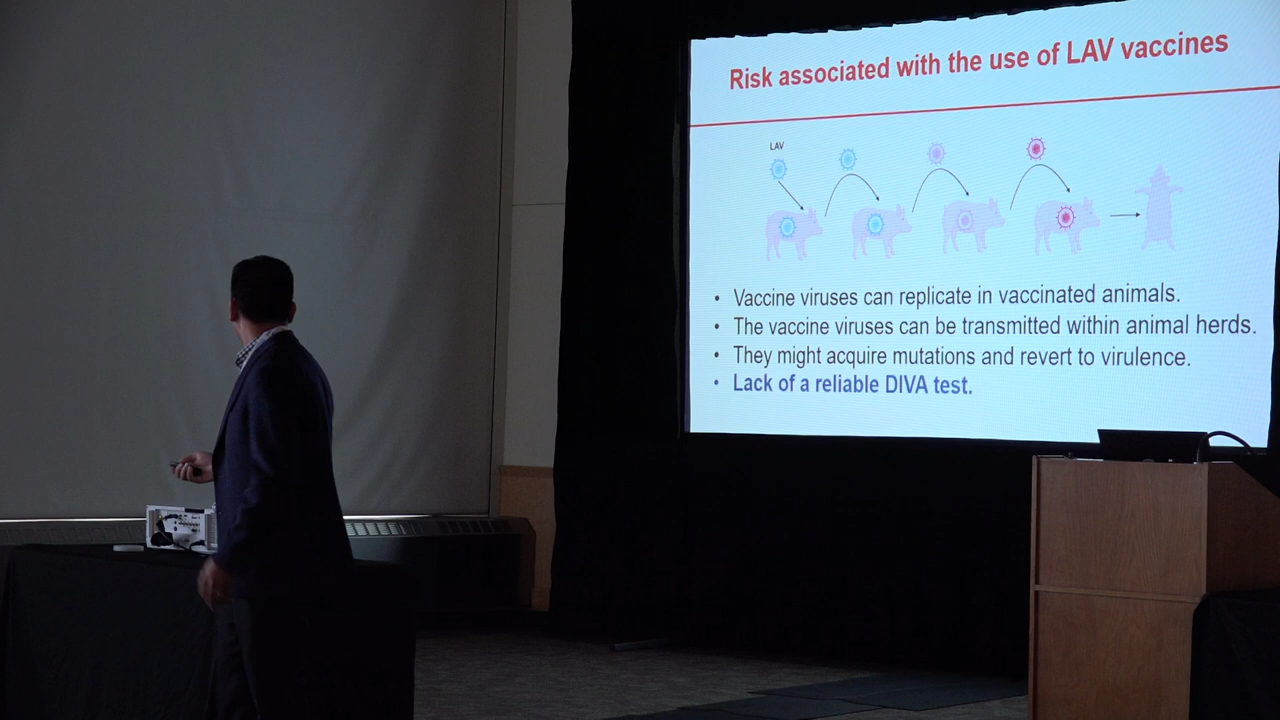 Risk associated with the use of LAV vaccines
LAV
• Vaccine viruses can replicate in vaccinated animals.
• The vaccine viruses can be transmitted within animal herds.
• They might acquire mutations and revert to virulence.
• Lack of a reliable DIVA test.